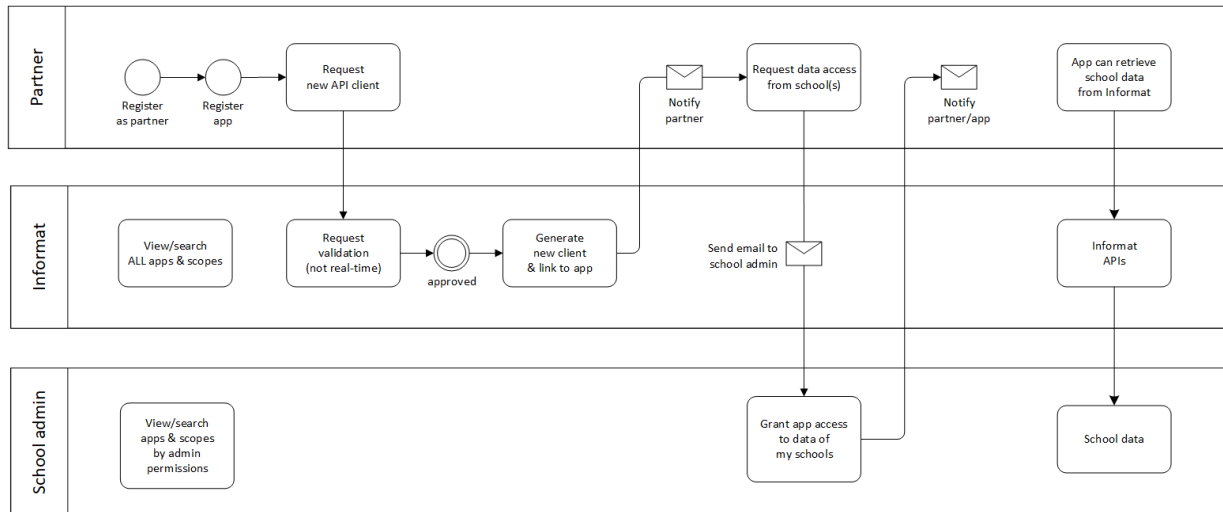 Partner
Register
as partner
Register
app
Request
new API client
Notify
partner
Request data access
from school(s)
Notify
partner/app
App can retrieve
school data
from Informat
Informat
View/search
ALL apps & scopes
Request
validation
(not real-time)
approved
Generate
new client
& link to app
Send email to
school admin
Informat
APIs
School admin
View/search
apps & scopes
by admin
permissions
Grant app access
to data of
my schools
School data